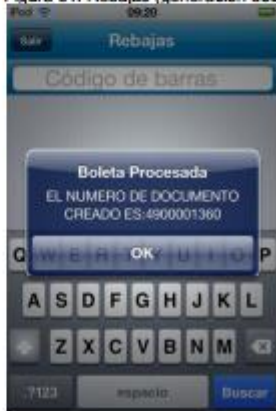 iPod 09:20
Salir Rebajas
Código de barras
Boleta Procesada
EL NUMERO DE DOCUMENTO
CREADO ES:4900001360
OK
Q W E R Y U I O P
A S D F G H J K L
Z X C V B N M
.?123 espacio Buscar